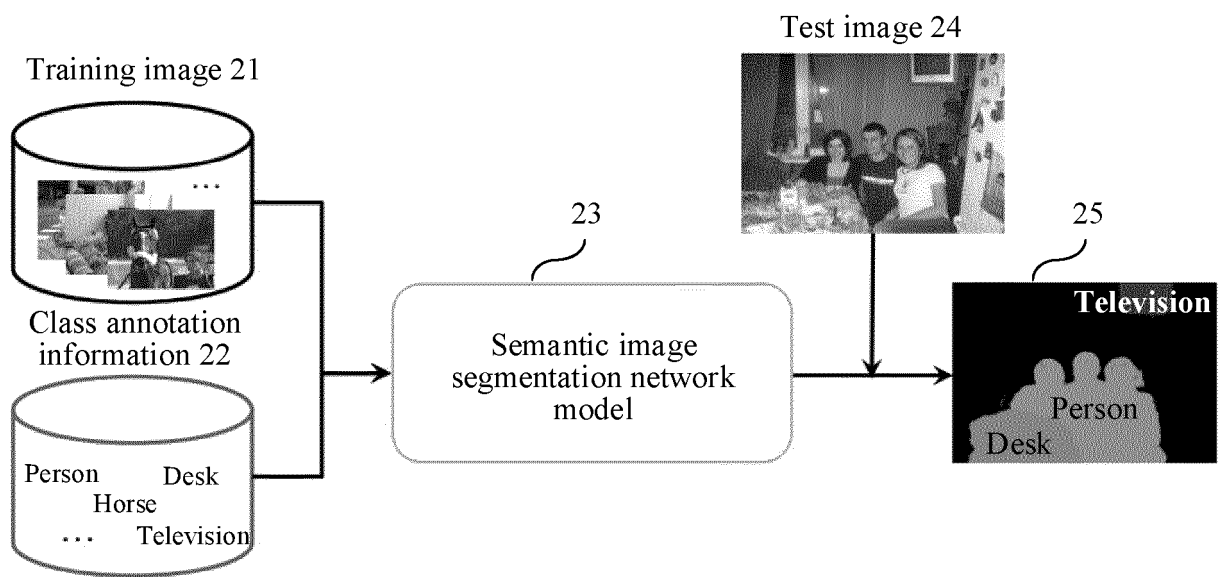 Test image 24
Training image 21
...
Class annotation
information 22
Person
Desk
Horse
...
Television
23
Semantic image
segmentation network
model
25
Television
Person
Desk